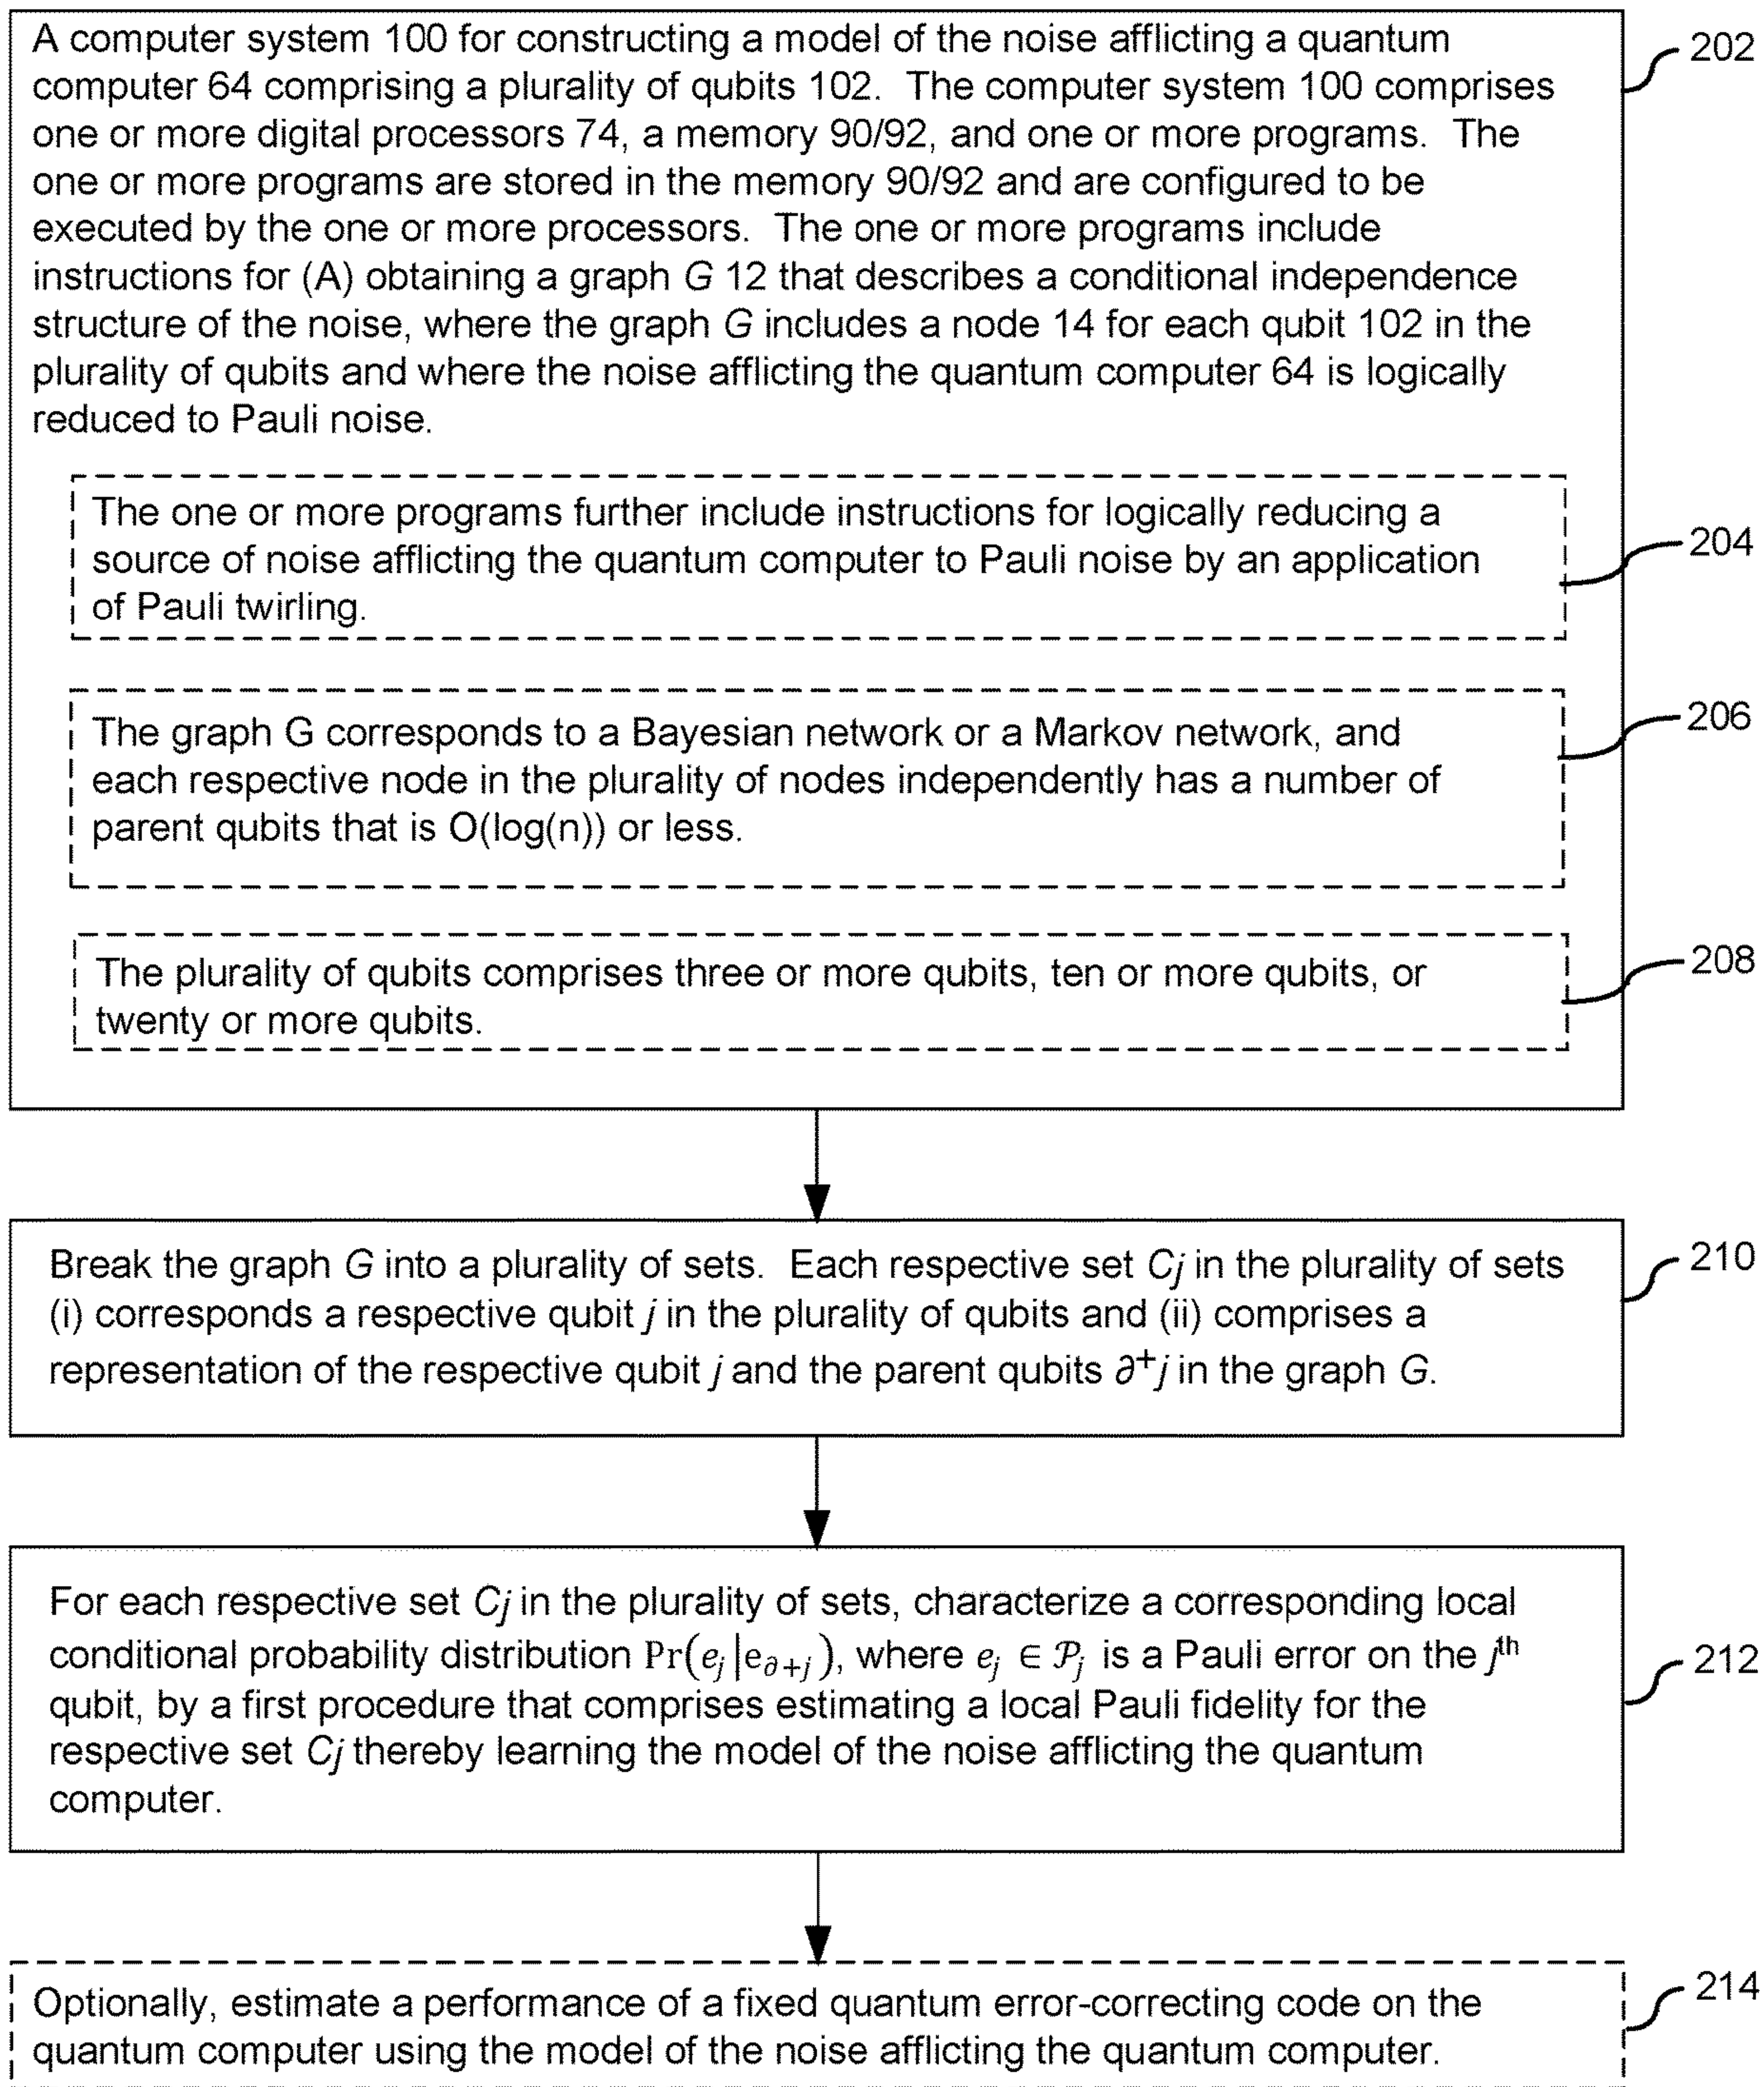 A computer system 100 for constructing a model of the noise afflicting a quantum
computer 64 comprising a plurality of qubits 102.  The computer system 100 comprises
one or more digital processors 74, a memory 90/92, and one or more programs.  The
one or more programs are stored in the memory 90/92 and are configured to be
executed by the one or more processors.  The one or more programs include
instructions for (A) obtaining a graph G 12 that describes a conditional independence
structure of the noise, where the graph G includes a node 14 for each qubit 102 in the
plurality of qubits and where the noise afflicting the quantum computer 64 is logically
reduced to Pauli noise.
202
The one or more programs further include instructions for logically reducing a
source of noise afflicting the quantum computer to Pauli noise by an application
of Pauli twirling.
204
The graph G corresponds to a Bayesian network or a Markov network, and
each respective node in the plurality of nodes independently has a number of
parent qubits that is O(log(n)) or less.
206
The plurality of qubits comprises three or more qubits, ten or more qubits, or
twenty or more qubits.
208
Break the graph G into a plurality of sets.  Each respective set Cj in the plurality of sets
(i) corresponds a respective qubit j in the plurality of qubits and (ii) comprises a
representation of the respective qubit j and the parent qubits ∂⁺j in the graph G.
210
For each respective set Cj in the plurality of sets, characterize a corresponding local
conditional probability distribution Pr(eⱼ|e∂+j), where eⱼ ∈ 𝒫ⱼ is a Pauli error on the jth
qubit, by a first procedure that comprises estimating a local Pauli fidelity for the
respective set Cj thereby learning the model of the noise afflicting the quantum
computer.
212
Optionally, estimate a performance of a fixed quantum error-correcting code on the
quantum computer using the model of the noise afflicting the quantum computer.
214